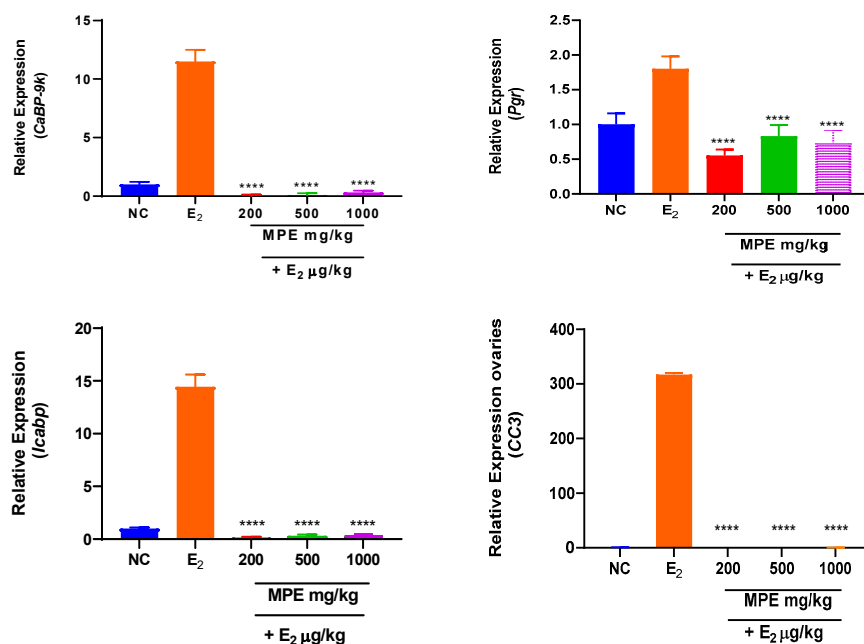 Relative Expression
(CaBP-9k)
15
10
5
0
**** **** ****
NC E₂ 200 500 1000
MPE mg/kg
+ E₂ µg/kg
Relative Expression
(Pgr)
2.5
2.0
1.5
1.0
0.5
0.0
**** **** ****
NC E₂ 200 500 1000
MPE mg/kg
+ E₂ µg/kg
Relative Expression
(Icabp)
20
15
10
5
0
**** **** ****
NC E₂ 200 500 1000
MPE mg/kg
+ E₂ µg/kg
Relative Expression ovaries
(CC3)
400
300
200
100
0
**** **** ****
NC E₂ 200 500 1000
MPE mg/kg
+ E₂ µg/kg